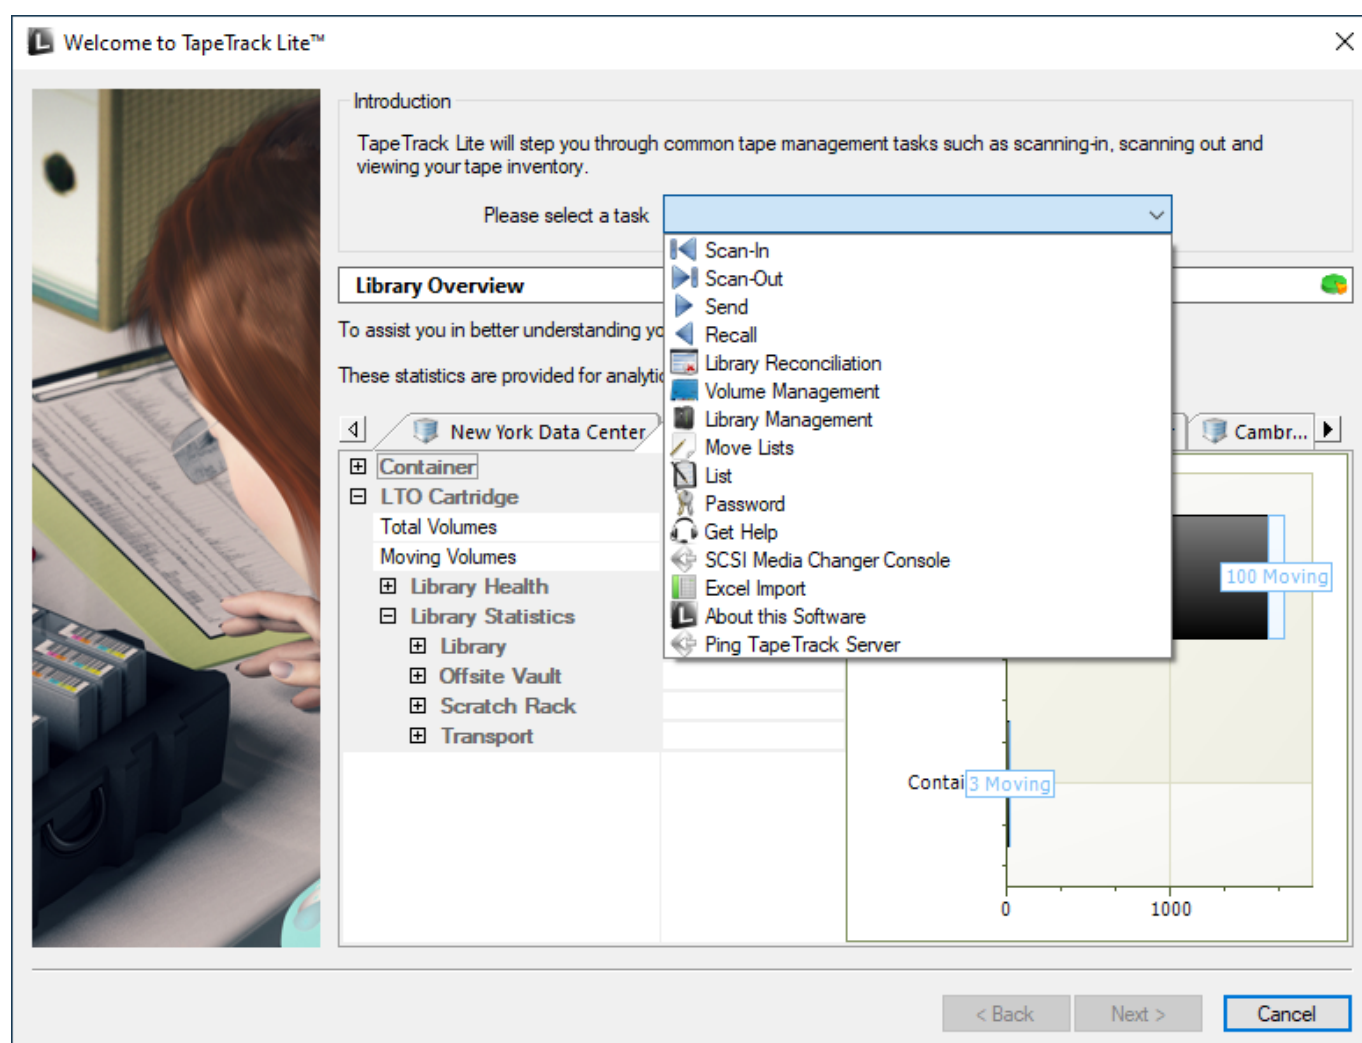 Welcome to TapeTrack Lite™
Introduction
TapeTrack Lite will step you through common tape management tasks such as scanning-in, scanning out and
viewing your tape inventory.
Please select a task
Scan-In
Scan-Out
Send
Recall
Library Reconciliation
Volume Management
Library Management
Move Lists
List
Password
Get Help
SCSI Media Changer Console
Excel Import
About this Software
Ping TapeTrack Server
Library Overview
To assist you in better understanding
These statistics are provided for
New York Data Center
Cambr...
Container
LTO Cartridge
Total Volumes
Moving Volumes
Library Health
Library Statistics
Library
Offsite Vault
Scratch Rack
Transport
100 Moving
3 Moving
0 1000
< Back Next > Cancel